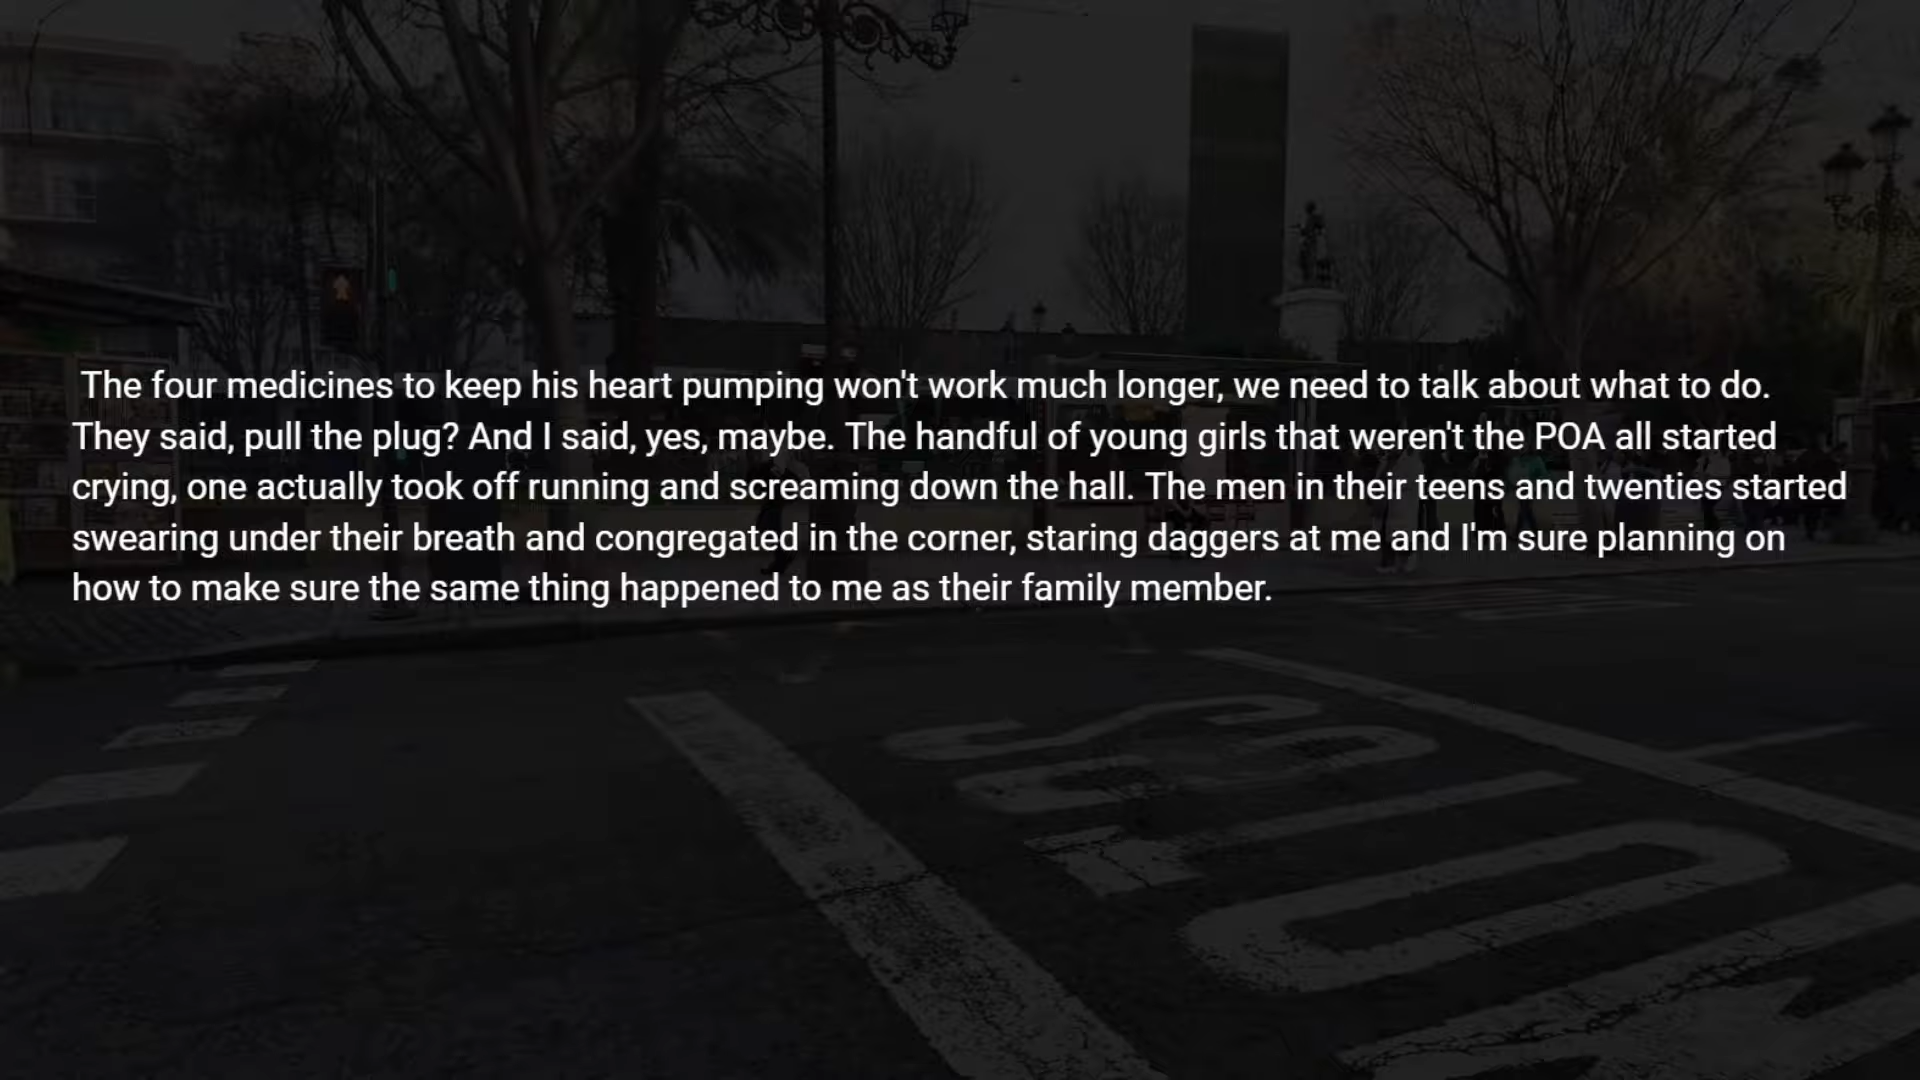 The four medicines to keep his heart pumping won't work much longer, we need to talk about what to do.
They said, pull the plug? And I said, yes, maybe. The handful of young girls that weren't the POA all started
crying, one actually took off running and screaming down the hall. The men in their teens and twenties started
swearing under their breath and congregated in the corner, staring daggers at me and I'm sure planning on
how to make sure the same thing happened to me as their family member.